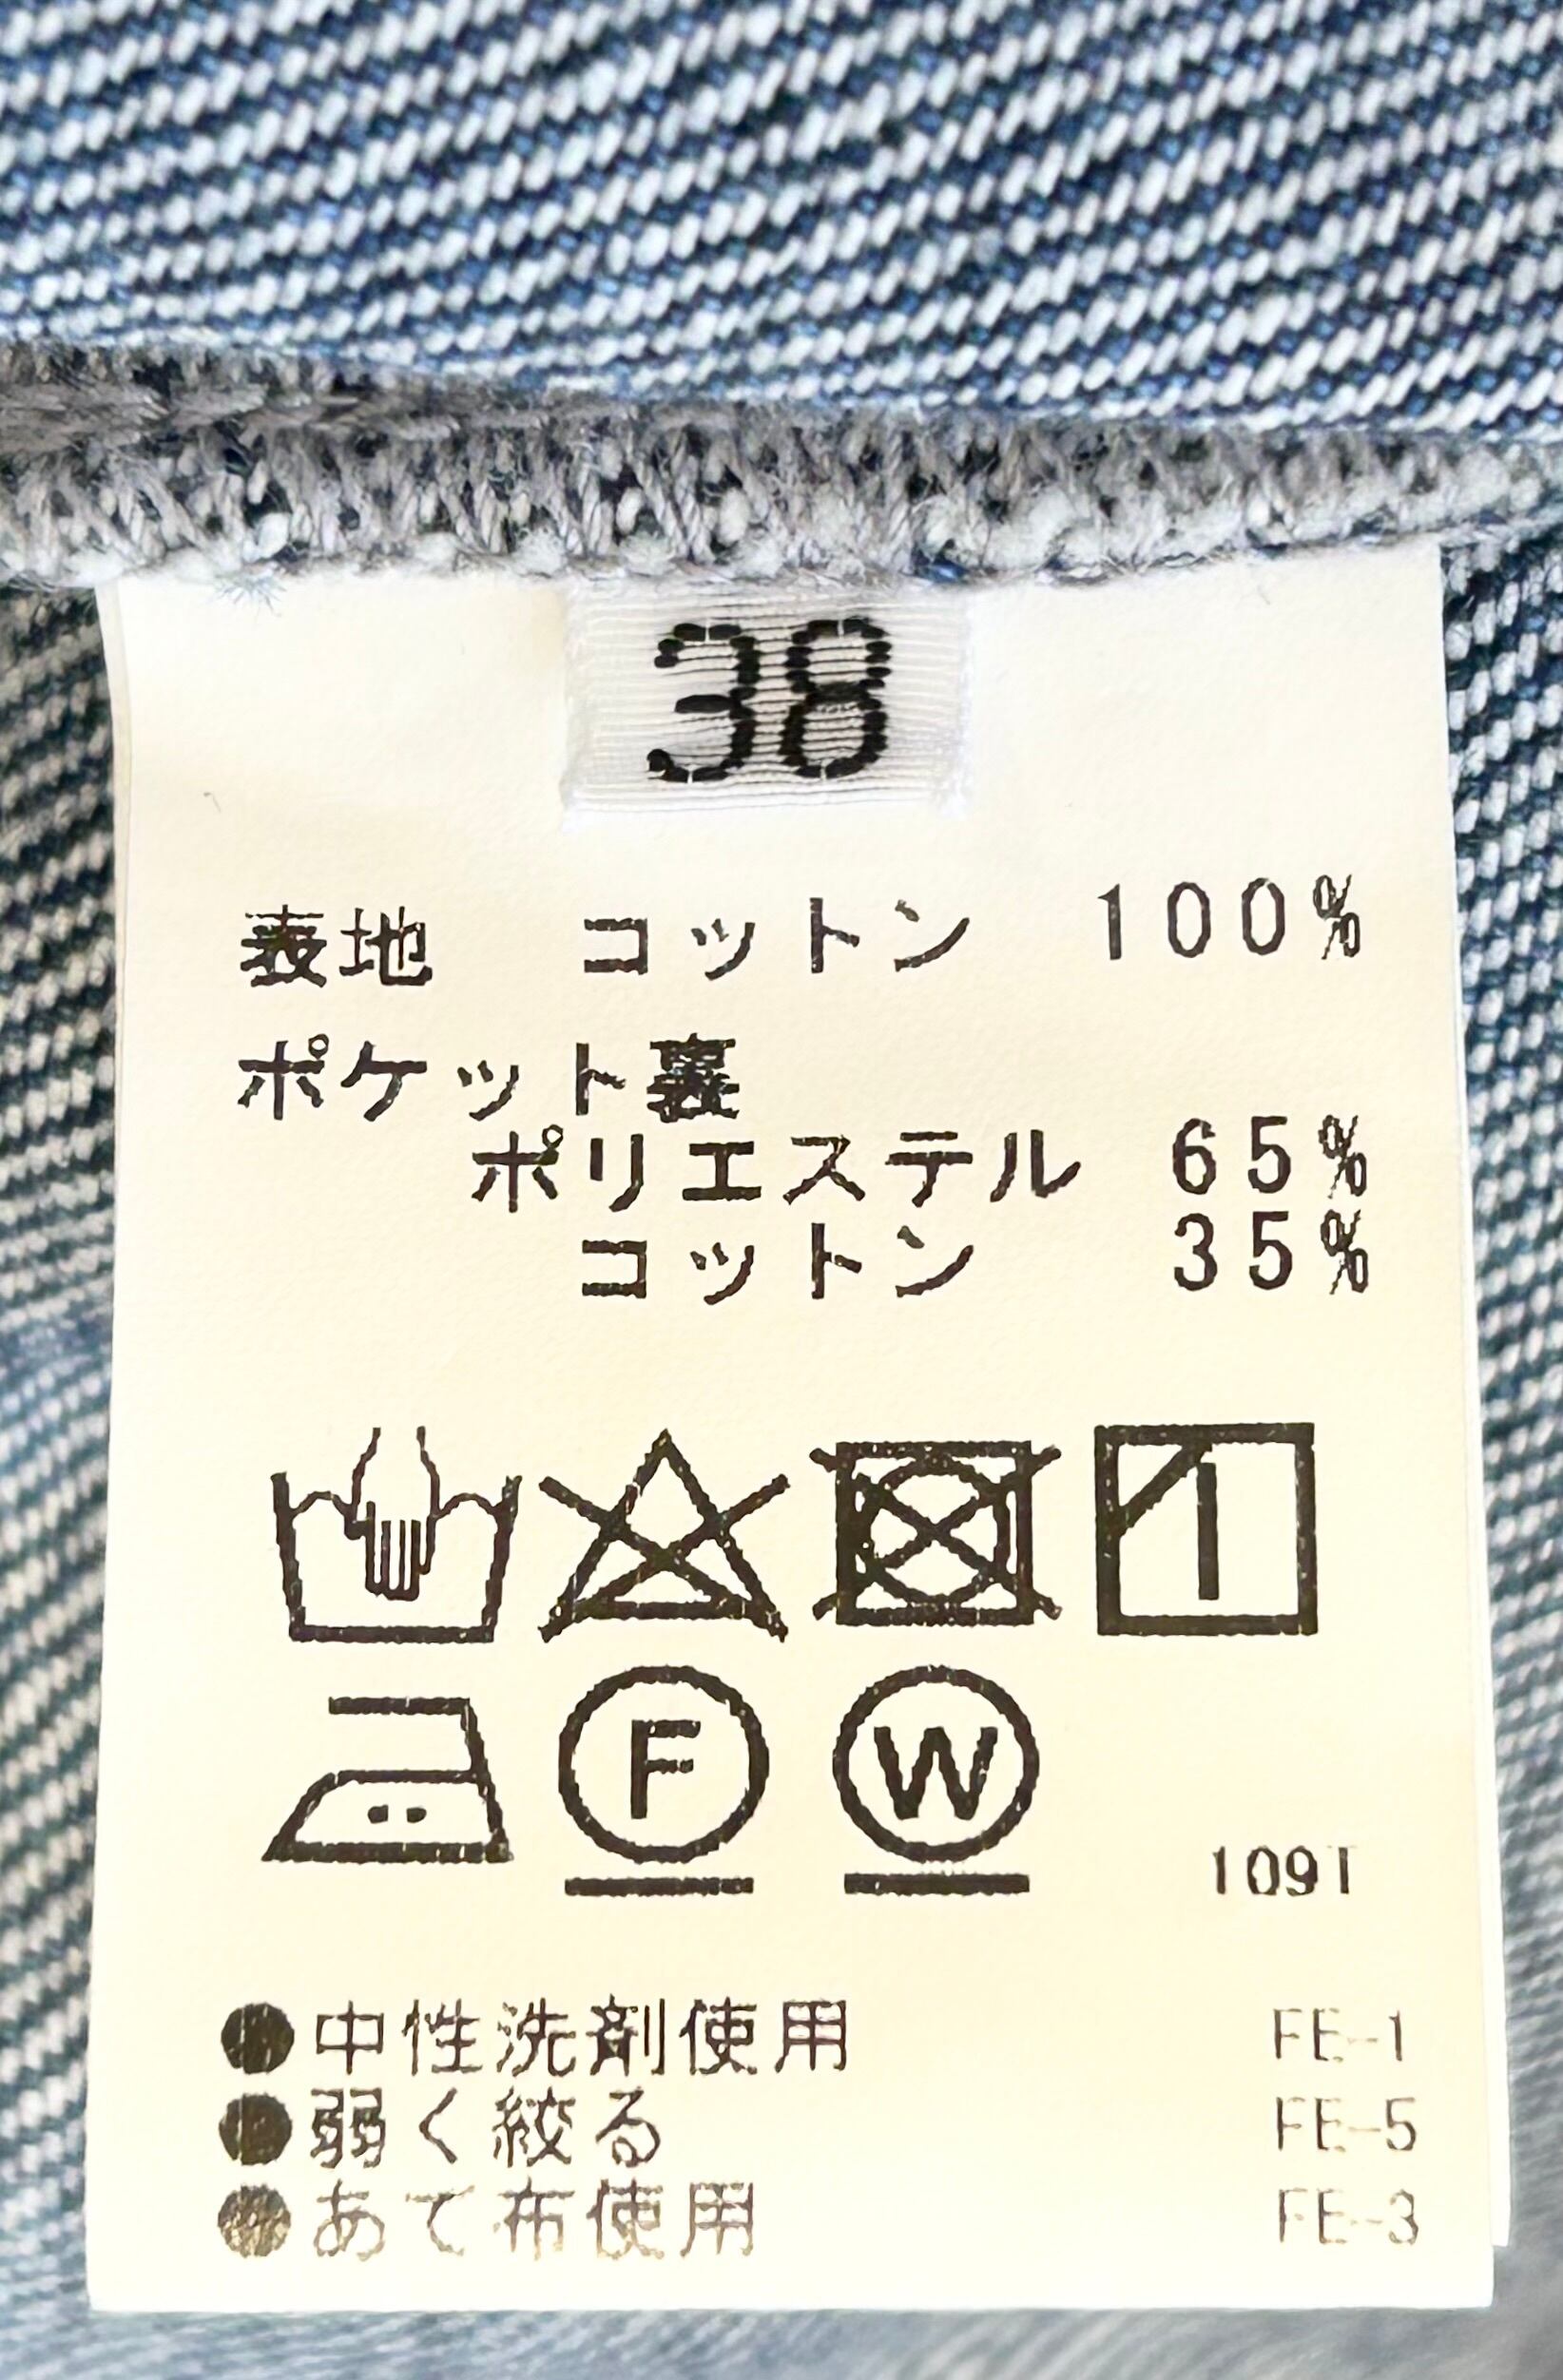 38
表地 コットン 100%
ポケット裏
ポリエステル 65%
コットン 35%
F W
109T
●中性洗剤使用 FE-1
●弱く絞る FE-5
●あて布使用 FE-3